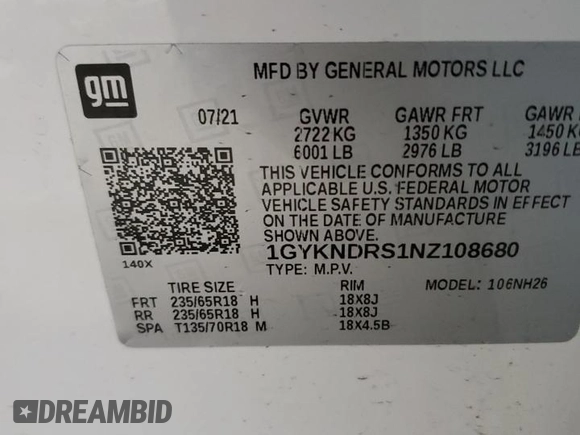 gm
MFD BY GENERAL MOTORS LLC
07/21 GVWR GAWR FRT GAWR
2722 KG 1350 KG 1450 KG
6001 LB 2976 LB 3196 LB
THIS VEHICLE CONFORMS TO ALL
APPLICABLE U.S. FEDERAL MOTOR
VEHICLE SAFETY STANDARDS IN EFFECT
ON THE DATE OF MANUFACTURE
SHOWN ABOVE.
1GYKNDRS1NZ108680
140X
TYPE: M.P.V. MODEL: 106NH26
TIRE SIZE RIM
FRT 235/65R18 H 18X8J
RR 235/65R18 H 18X8J
SPA T135/70R18 M 18X4.5B
DREAMBID